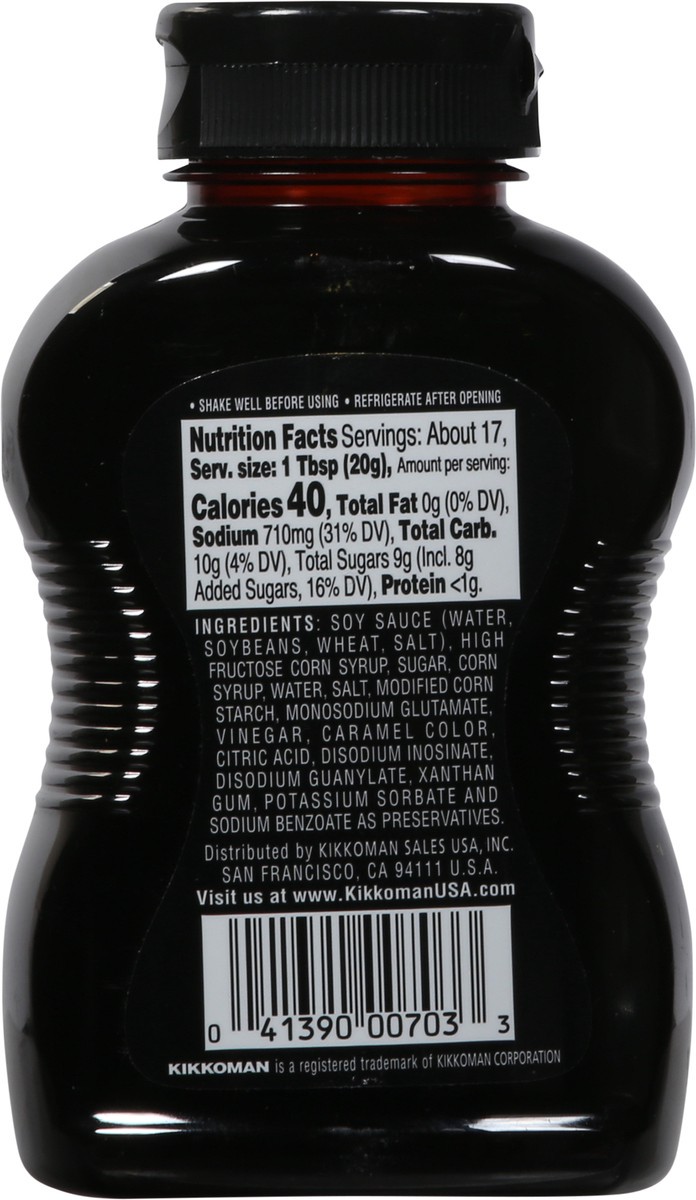 • SHAKE WELL BEFORE USING • REFRIGERATE AFTER OPENING
Nutrition Facts Servings: About 17,
Serv. size: 1 Tbsp (20g), Amount per serving:
Calories 40, Total Fat 0g (0% DV),
Sodium 710mg (31% DV), Total Carb.
10g (4% DV), Total Sugars 9g (Incl. 8g
Added Sugars, 16% DV), Protein <1g.
INGREDIENTS: SOY SAUCE (WATER,
SOYBEANS, WHEAT, SALT), HIGH
FRUCTOSE CORN SYRUP, SUGAR, CORN
SYRUP, WATER, SALT, MODIFIED CORN
STARCH, MONOSODIUM GLUTAMATE,
VINEGAR, CARAMEL COLOR,
CITRIC ACID, DISODIUM INOSINATE,
DISODIUM GUANYLATE, XANTHAN
GUM, POTASSIUM SORBATE AND
SODIUM BENZOATE AS PRESERVATIVES.
Distributed by KIKKOMAN SALES USA, INC.
SAN FRANCISCO, CA 94111 U.S.A.
Visit us at www.KikkomanUSA.com
0 41390 00703 3
KIKKOMAN is a registered trademark of KIKKOMAN CORPORATION